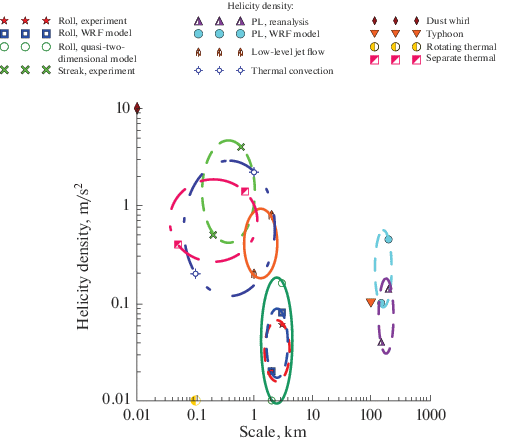 Helicity density:
Roll, experiment
Roll, WRF model
Roll, quasi-two-
dimensional model
Streak, experiment
PL, reanalysis
PL, WRF model
Low-level jet flow
Thermal convection
Dust whirl
Typhoon
Rotating thermal
Separate thermal
10
1
0.1
0.01
Helicity density, m/s²
0.01 0.1 1 10 100 1000
Scale, km